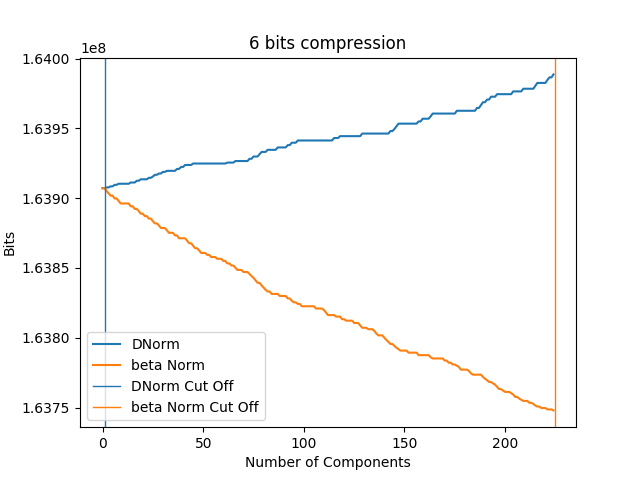 6 bits compression
1e8
1.6400
1.6395
1.6390
1.6385
1.6380
1.6375
Bits
DNorm
beta Norm
DNorm Cut Off
beta Norm Cut Off
0 50 100 150 200
Number of Components